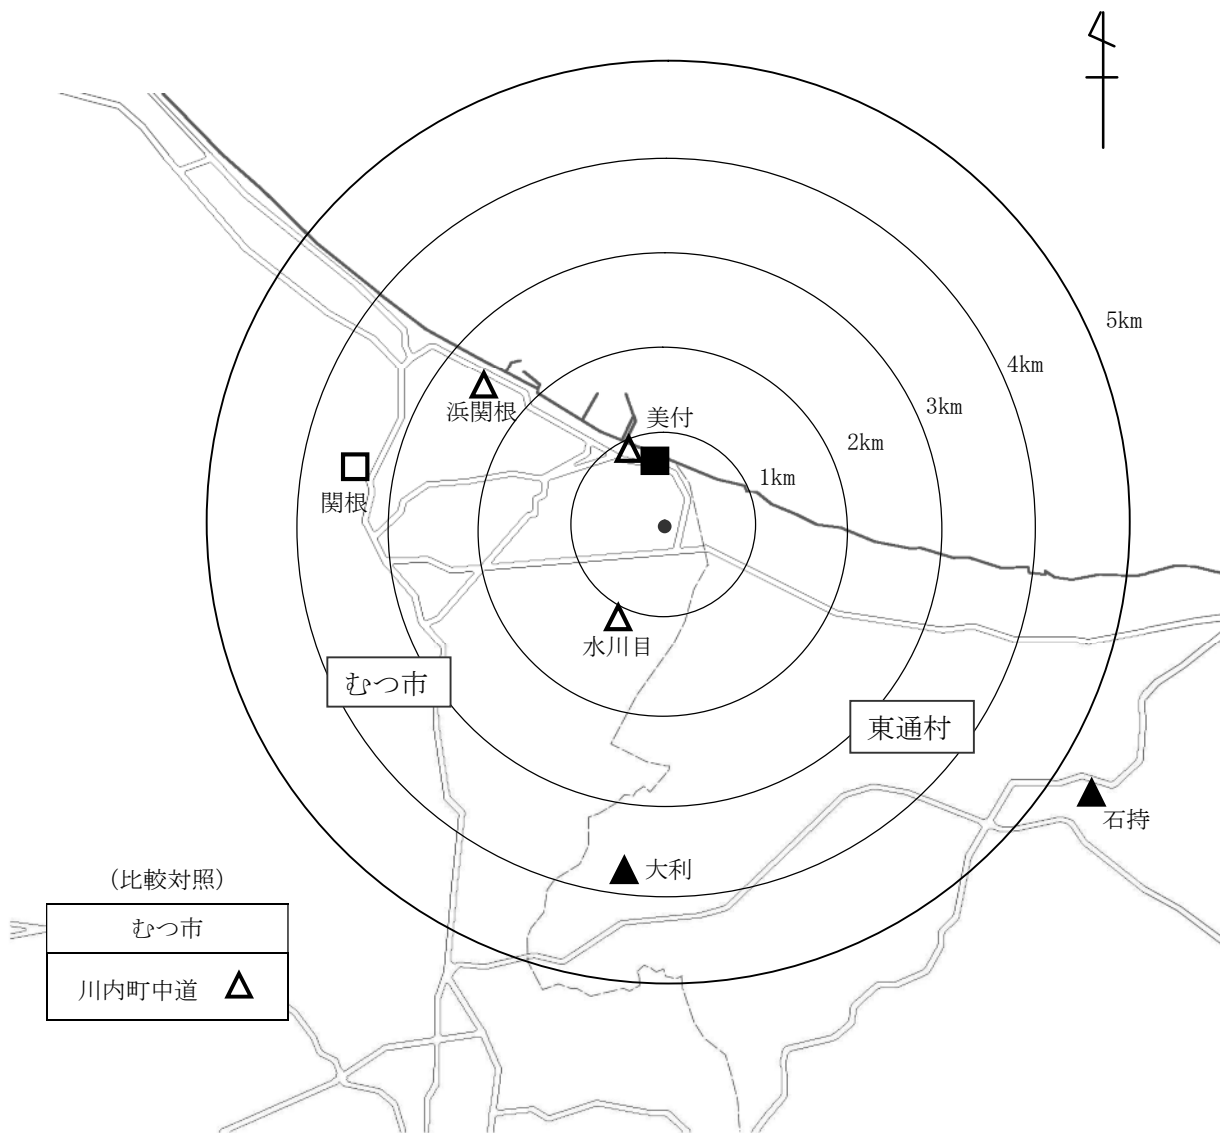 5km
4km
3km
2km
1km
美付
浜関根
関根
水川目
むつ市
東通村
石持
大利
(比較対照)
むつ市
川内町中道